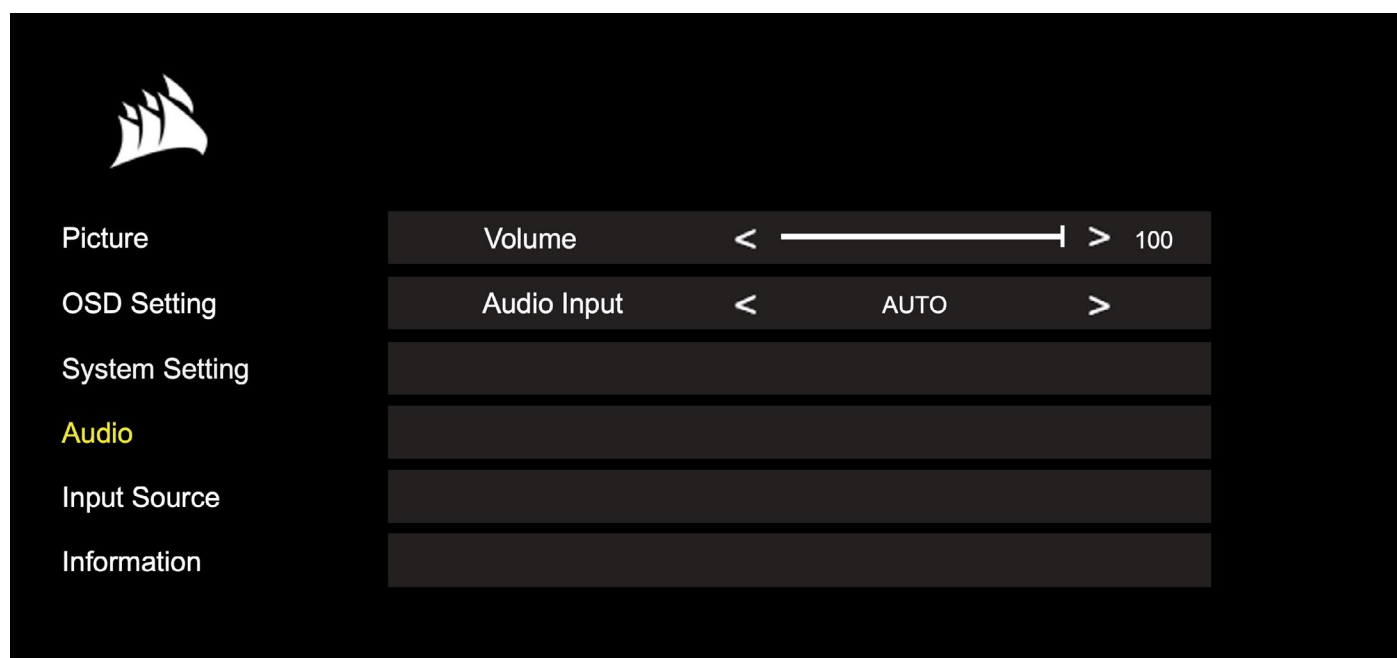 Picture
Volume < > 100
OSD Setting
Audio Input < AUTO >
System Setting
Audio
Input Source
Information